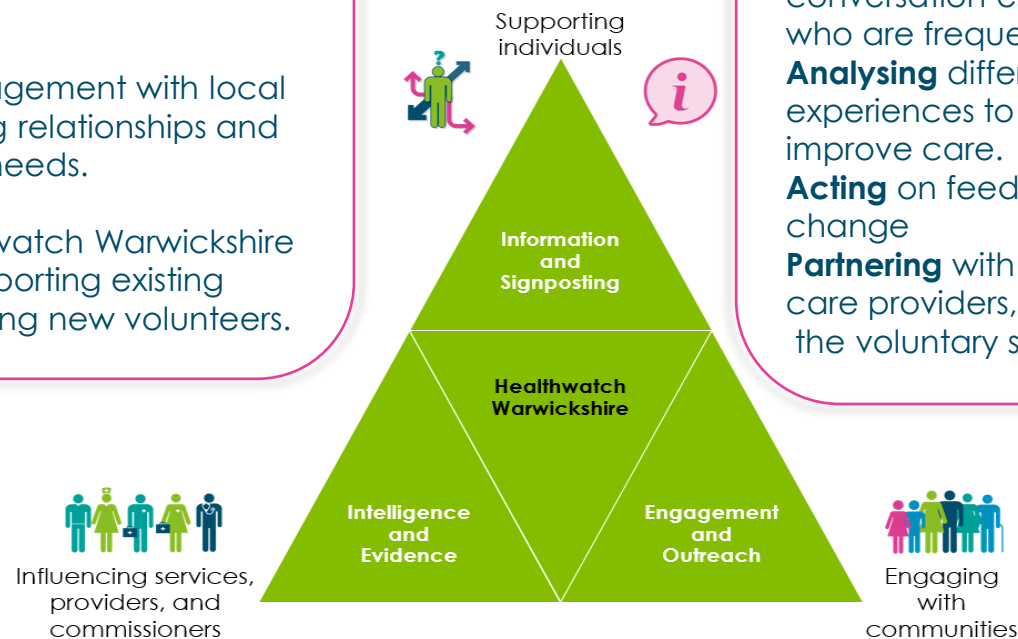 agement with local
relationships and
needs.
watch Warwickshire
porting existing
ng new volunteers.
Supporting
individuals
?
i
Information
and
Signposting
Healthwatch
Warwickshire
Intelligence
and
Evidence
Engagement
and
Outreach
Influencing services,
providers, and
commissioners
Engaging
with
communities
conversation
who are freque
Analysing differ
experiences to
improve care.
Acting on feed
change
Partnering with
care providers,
the voluntary s